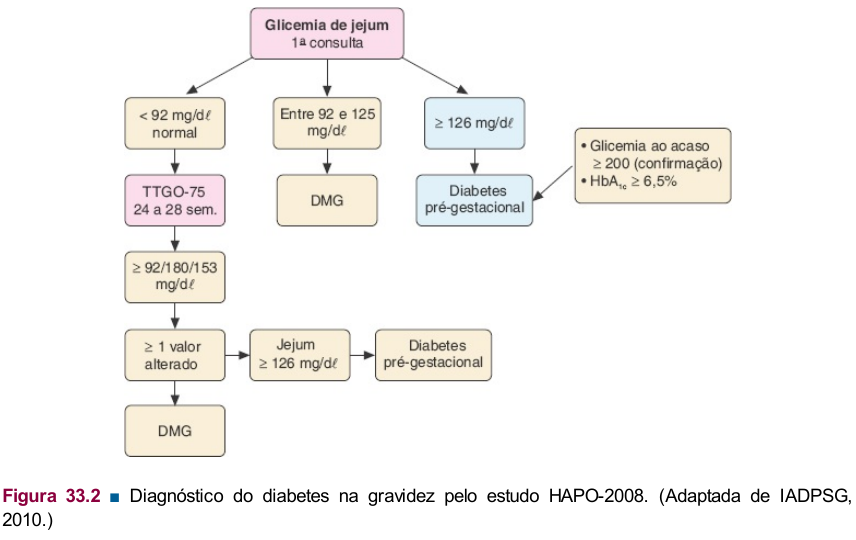 Glicemia de jejum
1ª consulta
< 92 mg/dℓ
normal
Entre 92 e 125
mg/dℓ
≥ 126 mg/dℓ
• Glicemia ao acaso
≥ 200 (confirmação)
• HbA1c ≥ 6,5%
TTGO-75
24 a 28 sem.
DMG
Diabetes
pré-gestacional
≥ 92/180/153
mg/dℓ
≥ 1 valor
alterado
Jejum
≥ 126 mg/dℓ
Diabetes
pré-gestacional
DMG
Figura 33.2 ■ Diagnóstico do diabetes na gravidez pelo estudo HAPO-2008. (Adaptada de IADPSG,
2010.)